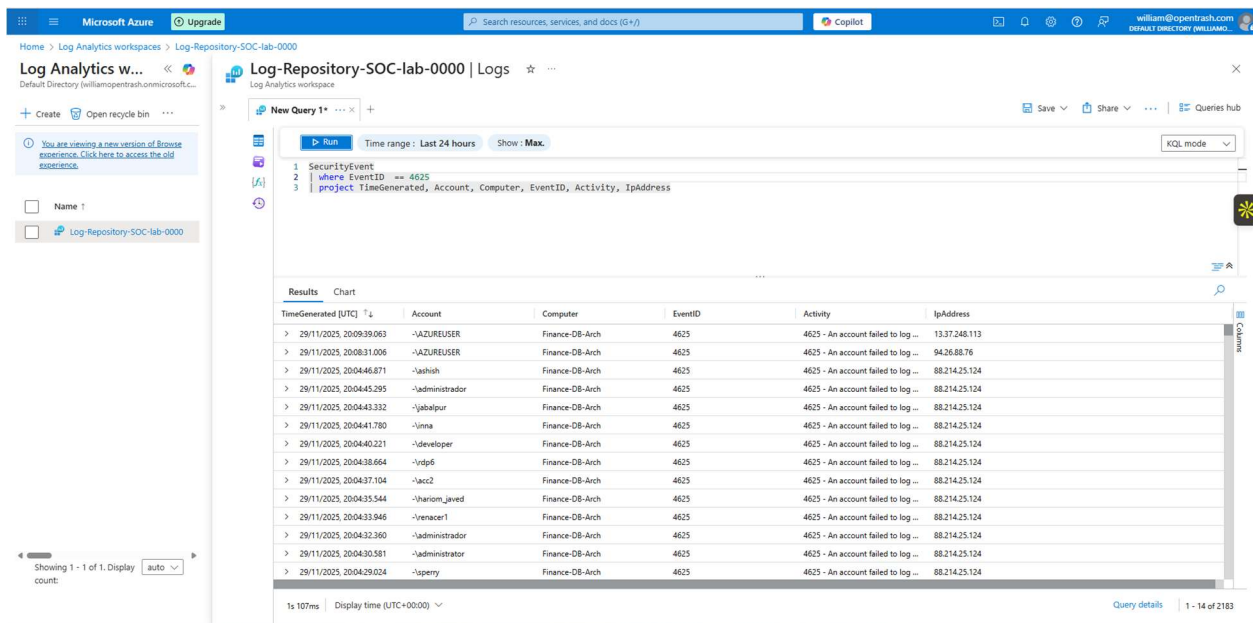 Microsoft Azure
Upgrade
Search resources, services, and docs (G+/)
Copilot
william@opentrash.com
DEFAULT DIRECTORY (WILLIAMO...
Home > Log Analytics workspaces > Log-Repository-SOC-lab-0000
Log Analytics w...
Default Directory (williamopentrash.onmicrosoft.c...
+ Create Open recycle bin ...
You are viewing a new version of Browse
experience. Click here to access the old
experience.
Name ↑
Log-Repository-SOC-lab-0000
Showing 1 - 1 of 1. Display auto
count:
Log-Repository-SOC-lab-0000 | Logs
Log Analytics workspace
New Query 1* ... × +
Save Share ... Queries hub
Run Time range : Last 24 hours Show : Max. KQL mode
1 SecurityEvent
2 | where EventID == 4625
3 | project TimeGenerated, Account, Computer, EventID, Activity, IpAddress
Results Chart
TimeGenerated [UTC] ↑↓ Account Computer EventID Activity IpAddress
Columns
> 29/11/2025, 20:09:39.063 -\AZUREUSER Finance-DB-Arch 4625 4625 - An account failed to log ... 13.37.248.113
> 29/11/2025, 20:08:31.006 -\AZUREUSER Finance-DB-Arch 4625 4625 - An account failed to log ... 94.26.88.76
> 29/11/2025, 20:04:46.871 -\ashish Finance-DB-Arch 4625 4625 - An account failed to log ... 88.214.25.124
> 29/11/2025, 20:04:45.295 -\administrador Finance-DB-Arch 4625 4625 - An account failed to log ... 88.214.25.124
> 29/11/2025, 20:04:43.332 -\jabalpur Finance-DB-Arch 4625 4625 - An account failed to log ... 88.214.25.124
> 29/11/2025, 20:04:41.780 -\inna Finance-DB-Arch 4625 4625 - An account failed to log ... 88.214.25.124
> 29/11/2025, 20:04:40.221 -\developer Finance-DB-Arch 4625 4625 - An account failed to log ... 88.214.25.124
> 29/11/2025, 20:04:38.664 -\rdp6 Finance-DB-Arch 4625 4625 - An account failed to log ... 88.214.25.124
> 29/11/2025, 20:04:37.104 -\acc2 Finance-DB-Arch 4625 4625 - An account failed to log ... 88.214.25.124
> 29/11/2025, 20:04:35.544 -\hariom_javed Finance-DB-Arch 4625 4625 - An account failed to log ... 88.214.25.124
> 29/11/2025, 20:04:33.946 -\renacer1 Finance-DB-Arch 4625 4625 - An account failed to log ... 88.214.25.124
> 29/11/2025, 20:04:32.360 -\administrador Finance-DB-Arch 4625 4625 - An account failed to log ... 88.214.25.124
> 29/11/2025, 20:04:30.581 -\administrator Finance-DB-Arch 4625 4625 - An account failed to log ... 88.214.25.124
> 29/11/2025, 20:04:29.024 -\sperry Finance-DB-Arch 4625 4625 - An account failed to log ... 88.214.25.124
1s 107ms Display time (UTC+00:00) Query details 1 - 14 of 2183